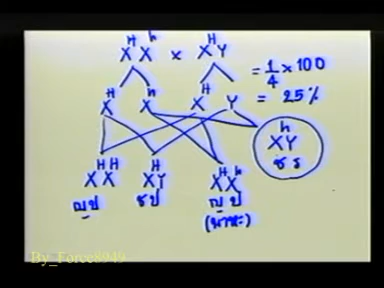 X^H X^h × X^H Y
= 1/4 × 100
= 25%
X^H X^h X^H Y
X^h Y
ช ร
X^H X^H X^H Y X^H X^h
ญ ป ช ป ญ ป
(พาหะ)
By_Force8949